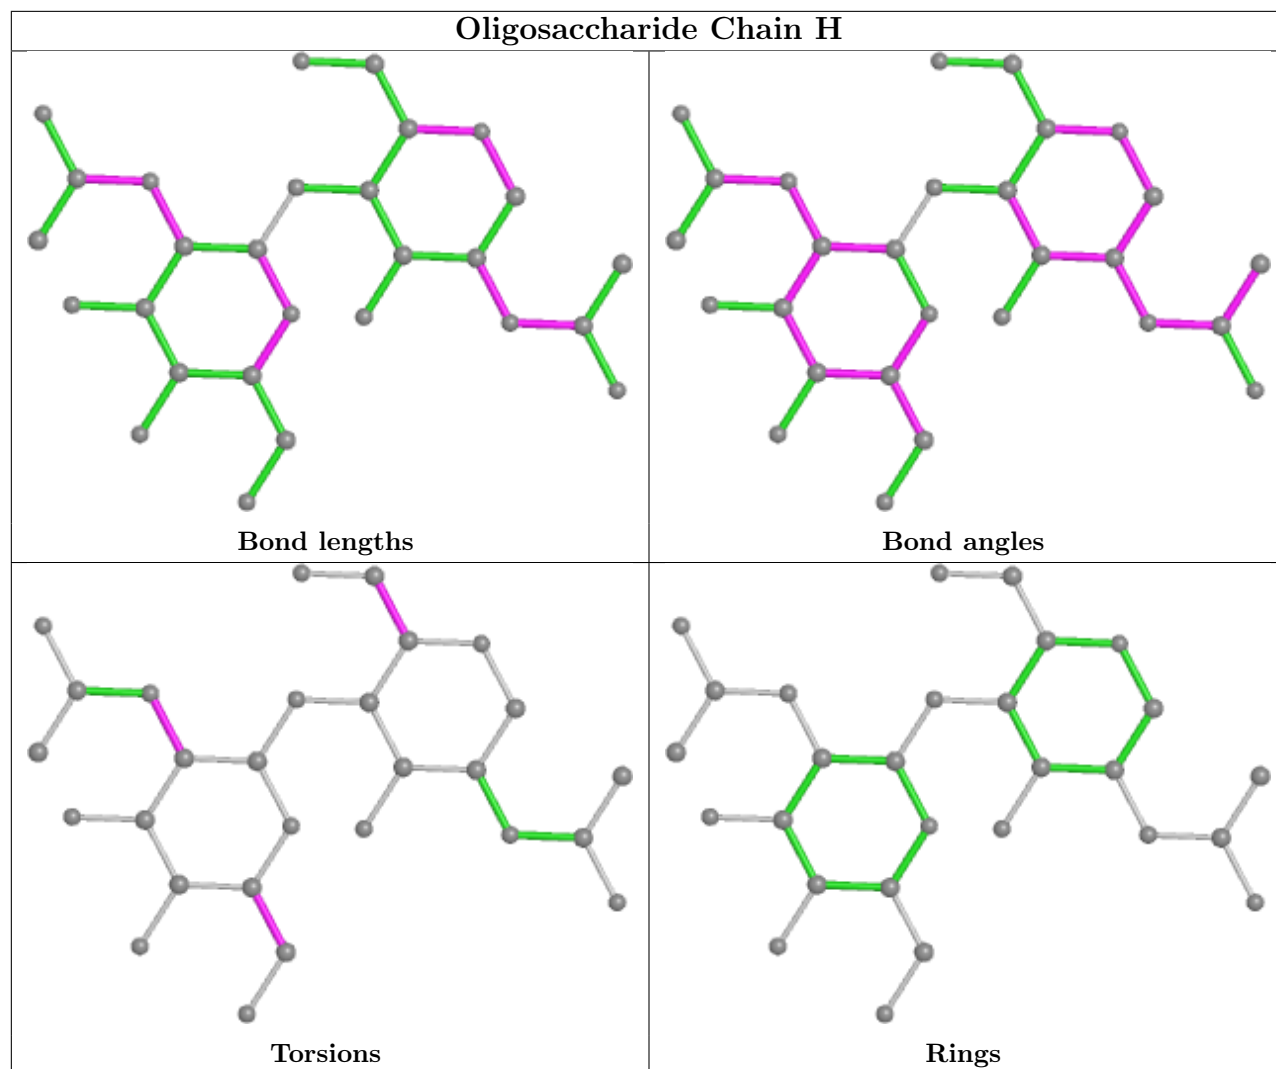 Oligosaccharide Chain H
Bond lengths
Bond angles
Torsions
Rings